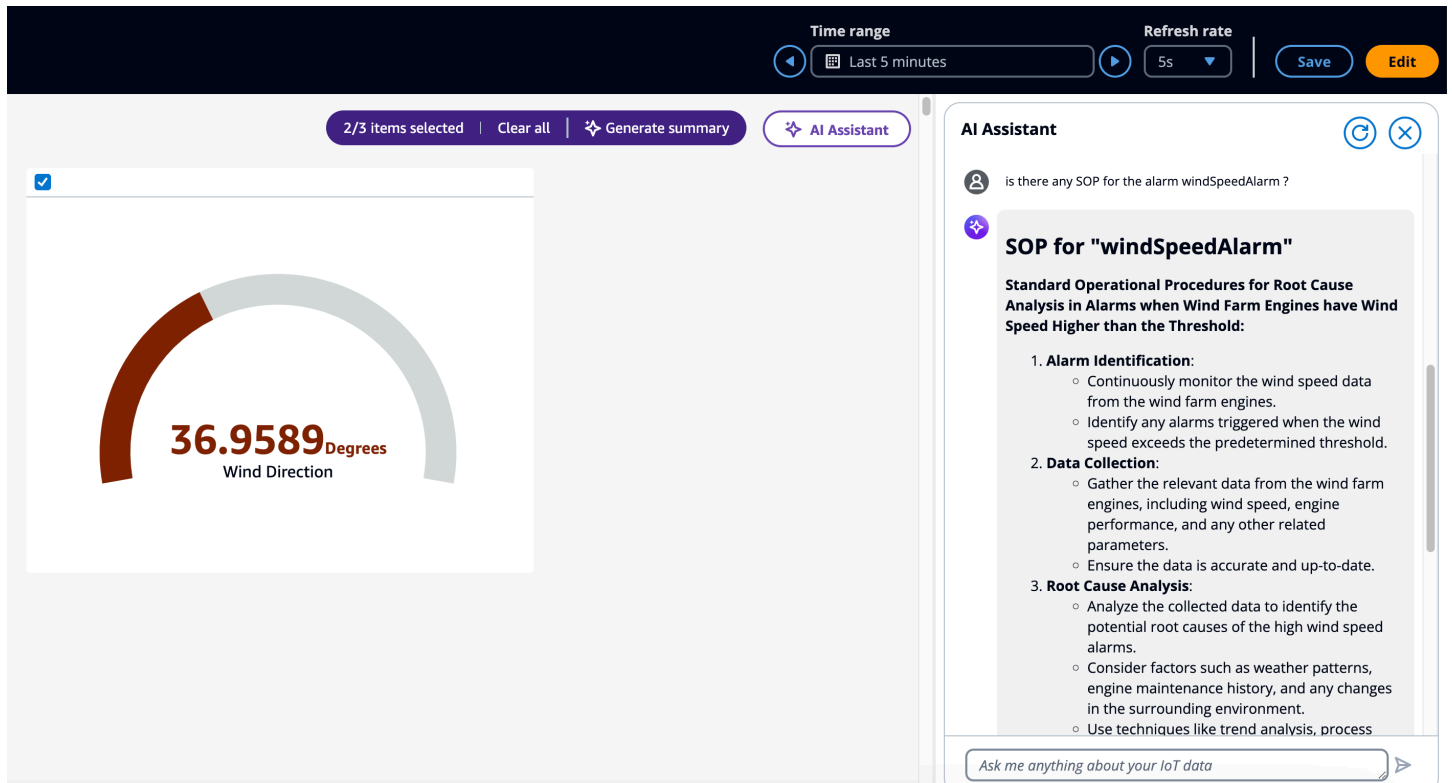 Time range
Refresh rate
Last 5 minutes
5s
Save
Edit
2/3 items selected
Clear all
Generate summary
AI Assistant
36.9589 Degrees
Wind Direction
AI Assistant
is there any SOP for the alarm windSpeedAlarm ?
SOP for "windSpeedAlarm"
Standard Operational Procedures for Root Cause
Analysis in Alarms when Wind Farm Engines have Wind
Speed Higher than the Threshold:
1. Alarm Identification:
◦ Continuously monitor the wind speed data
from the wind farm engines.
◦ Identify any alarms triggered when the wind
speed exceeds the predetermined threshold.
2. Data Collection:
◦ Gather the relevant data from the wind farm
engines, including wind speed, engine
performance, and any other related
parameters.
◦ Ensure the data is accurate and up-to-date.
3. Root Cause Analysis:
◦ Analyze the collected data to identify the
potential root causes of the high wind speed
alarms.
◦ Consider factors such as weather patterns,
engine maintenance history, and any changes
in the surrounding environment.
◦ Use techniques like trend analysis, process
Ask me anything about your IoT data